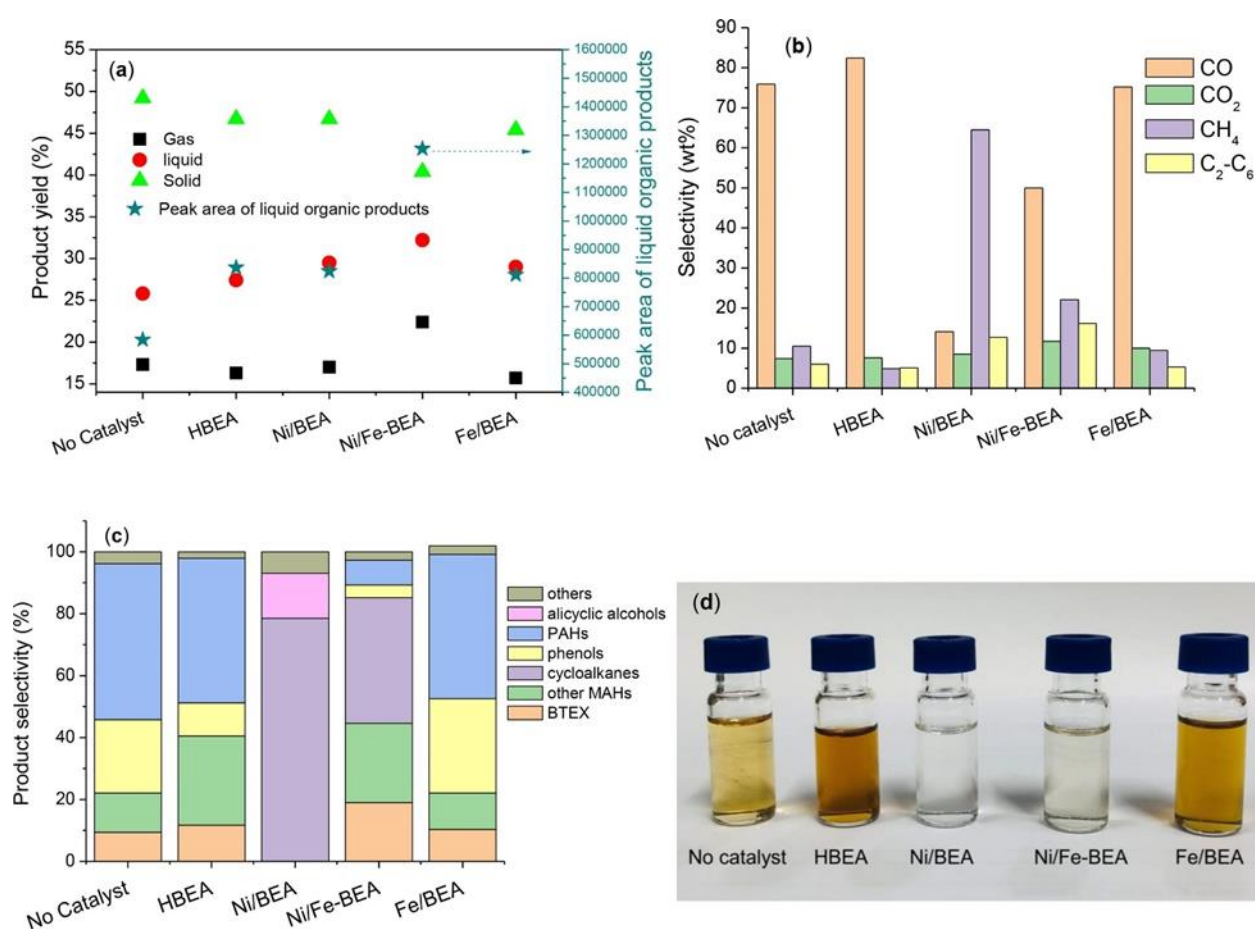 (a)
55
50
45
40
35
30
25
20
15
Product yield (%)
Gas
liquid
Solid
Peak area of liquid organic products
1600000
1500000
1400000
1300000
1200000
1100000
1000000
900000
800000
700000
600000
500000
400000
Peak area of liquid organic products
No Catalyst
HBEA
Ni/BEA
Ni/Fe-BEA
Fe/BEA
(b)
90
80
70
60
50
40
30
20
10
0
Selectivity (wt%)
CO
CO₂
CH₄
C₂-C₆
No catalyst
HBEA
Ni/BEA
Ni/Fe-BEA
Fe/BEA
(c)
100
80
60
40
20
0
Product selectivity (%)
others
alicyclic alcohols
PAHs
phenols
cycloalkanes
other MAHs
BTEX
No Catalyst
HBEA
Ni/BEA
Ni/Fe-BEA
Fe/BEA
(d)
No catalyst
HBEA
Ni/BEA
Ni/Fe-BEA
Fe/BEA